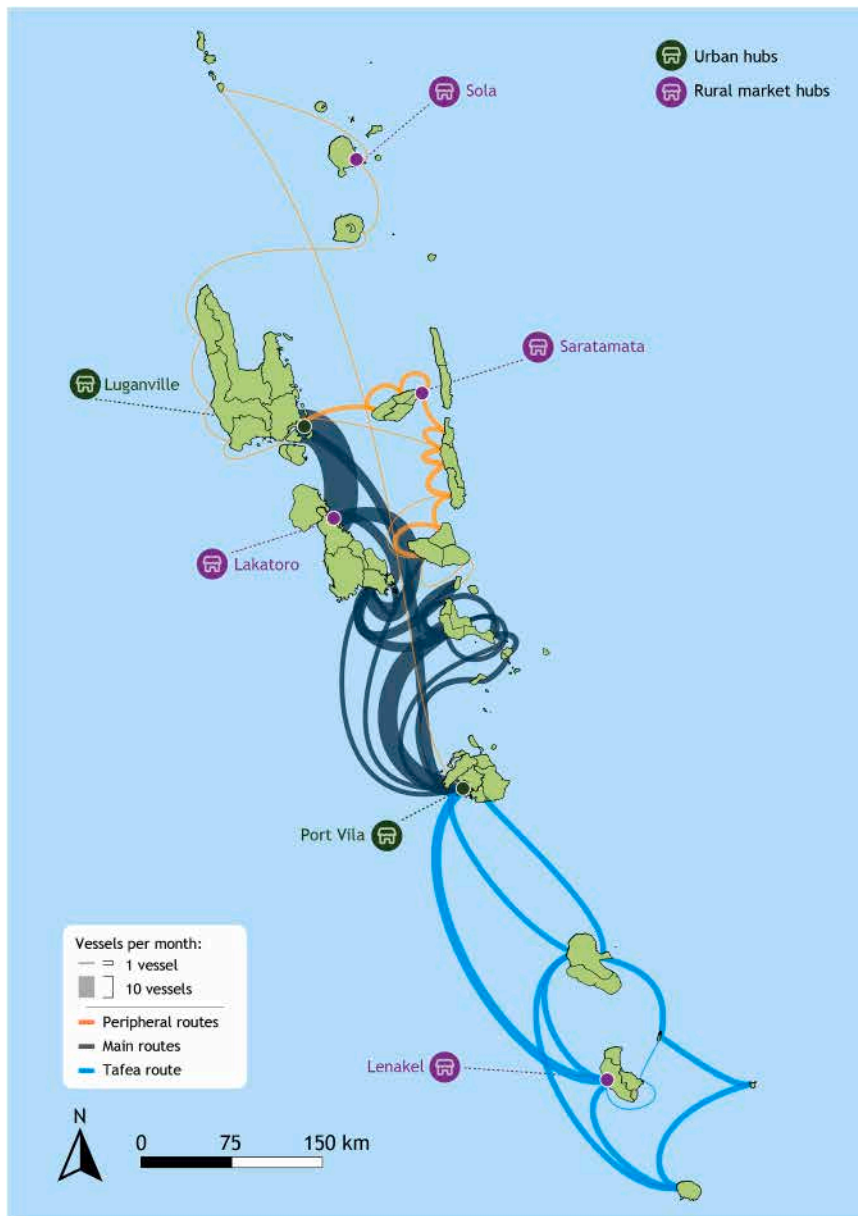 Urban hubs
Sola
Rural market hubs
Saratamata
Luganville
Lakatoro
Port Vila
Vessels per month:
1 vessel
10 vessels
Peripheral routes
Main routes
Tafea route
Lenakel
N
0 75 150 km